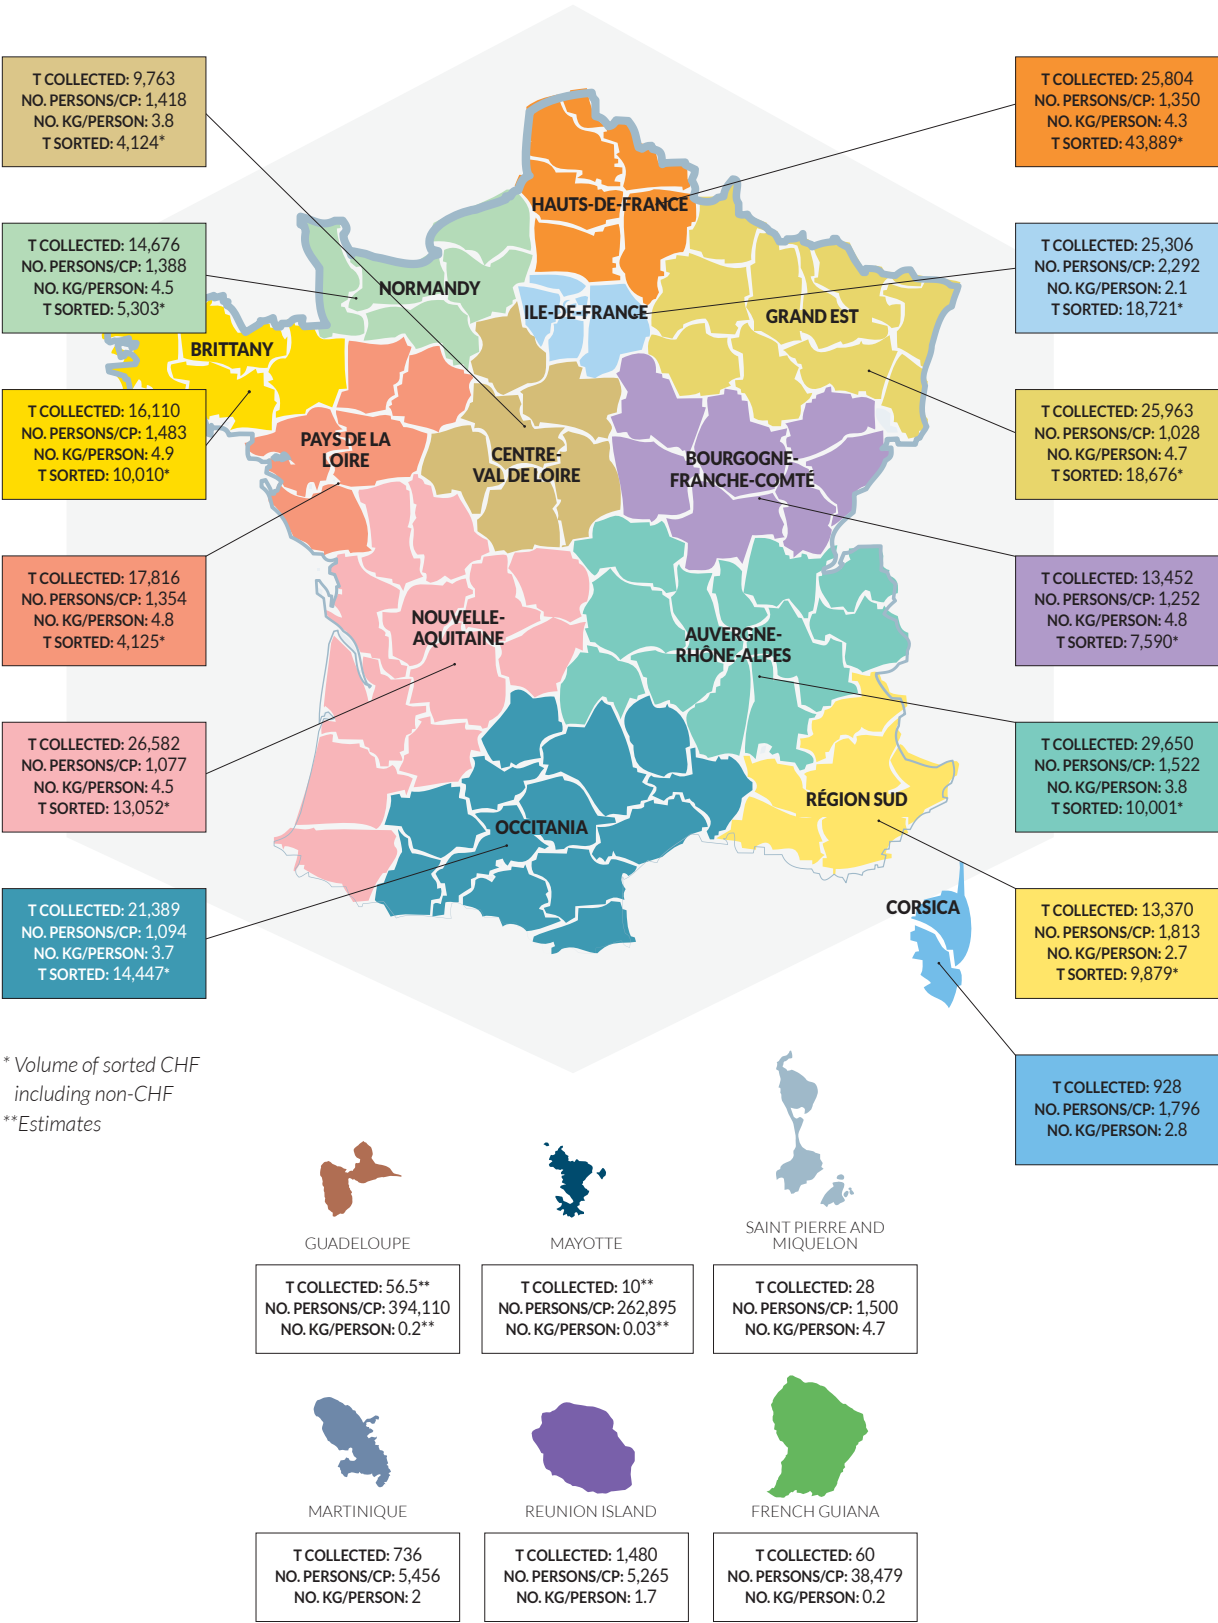 T COLLECTED: 9,763
NO. PERSONS/CP: 1,418
NO. KG/PERSON: 3.8
T SORTED: 4,124*
T COLLECTED: 14,676
NO. PERSONS/CP: 1,388
NO. KG/PERSON: 4.5
T SORTED: 5,303*
T COLLECTED: 16,110
NO. PERSONS/CP: 1,483
NO. KG/PERSON: 4.9
T SORTED: 10,010*
T COLLECTED: 17,816
NO. PERSONS/CP: 1,354
NO. KG/PERSON: 4.8
T SORTED: 4,125*
T COLLECTED: 26,582
NO. PERSONS/CP: 1,077
NO. KG/PERSON: 4.5
T SORTED: 13,052*
T COLLECTED: 21,389
NO. PERSONS/CP: 1,094
NO. KG/PERSON: 3.7
T SORTED: 14,447*
HAUTS-DE-FRANCE
NORMANDY
ILE-DE-FRANCE
GRAND EST
BRITTANY
PAYS DE LA
LOIRE
CENTRE-
VAL DE LOIRE
BOURGOGNE-
FRANCHE-COMTÉ
NOUVELLE-
AQUITAINE
AUVERGNE-
RHÔNE-ALPES
RÉGION SUD
OCCITANIA
CORSICA
T COLLECTED: 25,804
NO. PERSONS/CP: 1,350
NO. KG/PERSON: 4.3
T SORTED: 43,889*
T COLLECTED: 25,306
NO. PERSONS/CP: 2,292
NO. KG/PERSON: 2.1
T SORTED: 18,721*
T COLLECTED: 25,963
NO. PERSONS/CP: 1,028
NO. KG/PERSON: 4.7
T SORTED: 18,676*
T COLLECTED: 13,452
NO. PERSONS/CP: 1,252
NO. KG/PERSON: 4.8
T SORTED: 7,590*
T COLLECTED: 29,650
NO. PERSONS/CP: 1,522
NO. KG/PERSON: 3.8
T SORTED: 10,001*
T COLLECTED: 13,370
NO. PERSONS/CP: 1,813
NO. KG/PERSON: 2.7
T SORTED: 9,879*
T COLLECTED: 928
NO. PERSONS/CP: 1,796
NO. KG/PERSON: 2.8
* Volume of sorted CHF
including non-CHF
**Estimates
GUADELOUPE
T COLLECTED: 56.5**
NO. PERSONS/CP: 394,110
NO. KG/PERSON: 0.2**
MAYOTTE
T COLLECTED: 10**
NO. PERSONS/CP: 262,895
NO. KG/PERSON: 0.03**
SAINT PIERRE AND
MIQUELON
T COLLECTED: 28
NO. PERSONS/CP: 1,500
NO. KG/PERSON: 4.7
MARTINIQUE
T COLLECTED: 736
NO. PERSONS/CP: 5,456
NO. KG/PERSON: 2
REUNION ISLAND
T COLLECTED: 1,480
NO. PERSONS/CP: 5,265
NO. KG/PERSON: 1.7
FRENCH GUIANA
T COLLECTED: 60
NO. PERSONS/CP: 38,479
NO. KG/PERSON: 0.2